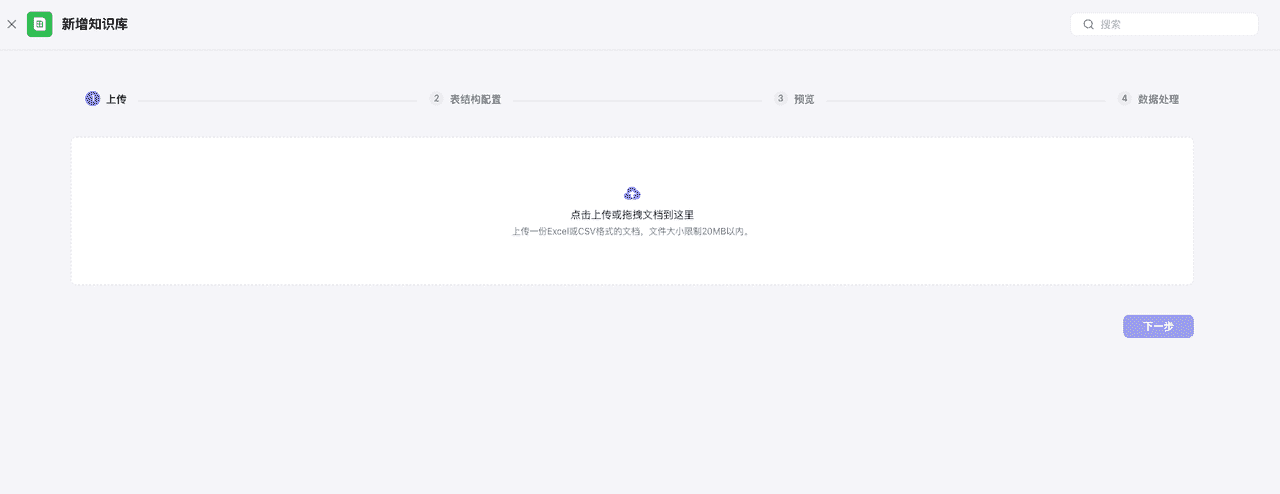 新增知识库
搜索
1 上传
2 表结构配置
3 预览
4 数据处理
点击上传或拖拽文档到这里
上传一份Excel或CSV格式的文档，文件大小限制20MB以内。
下一步